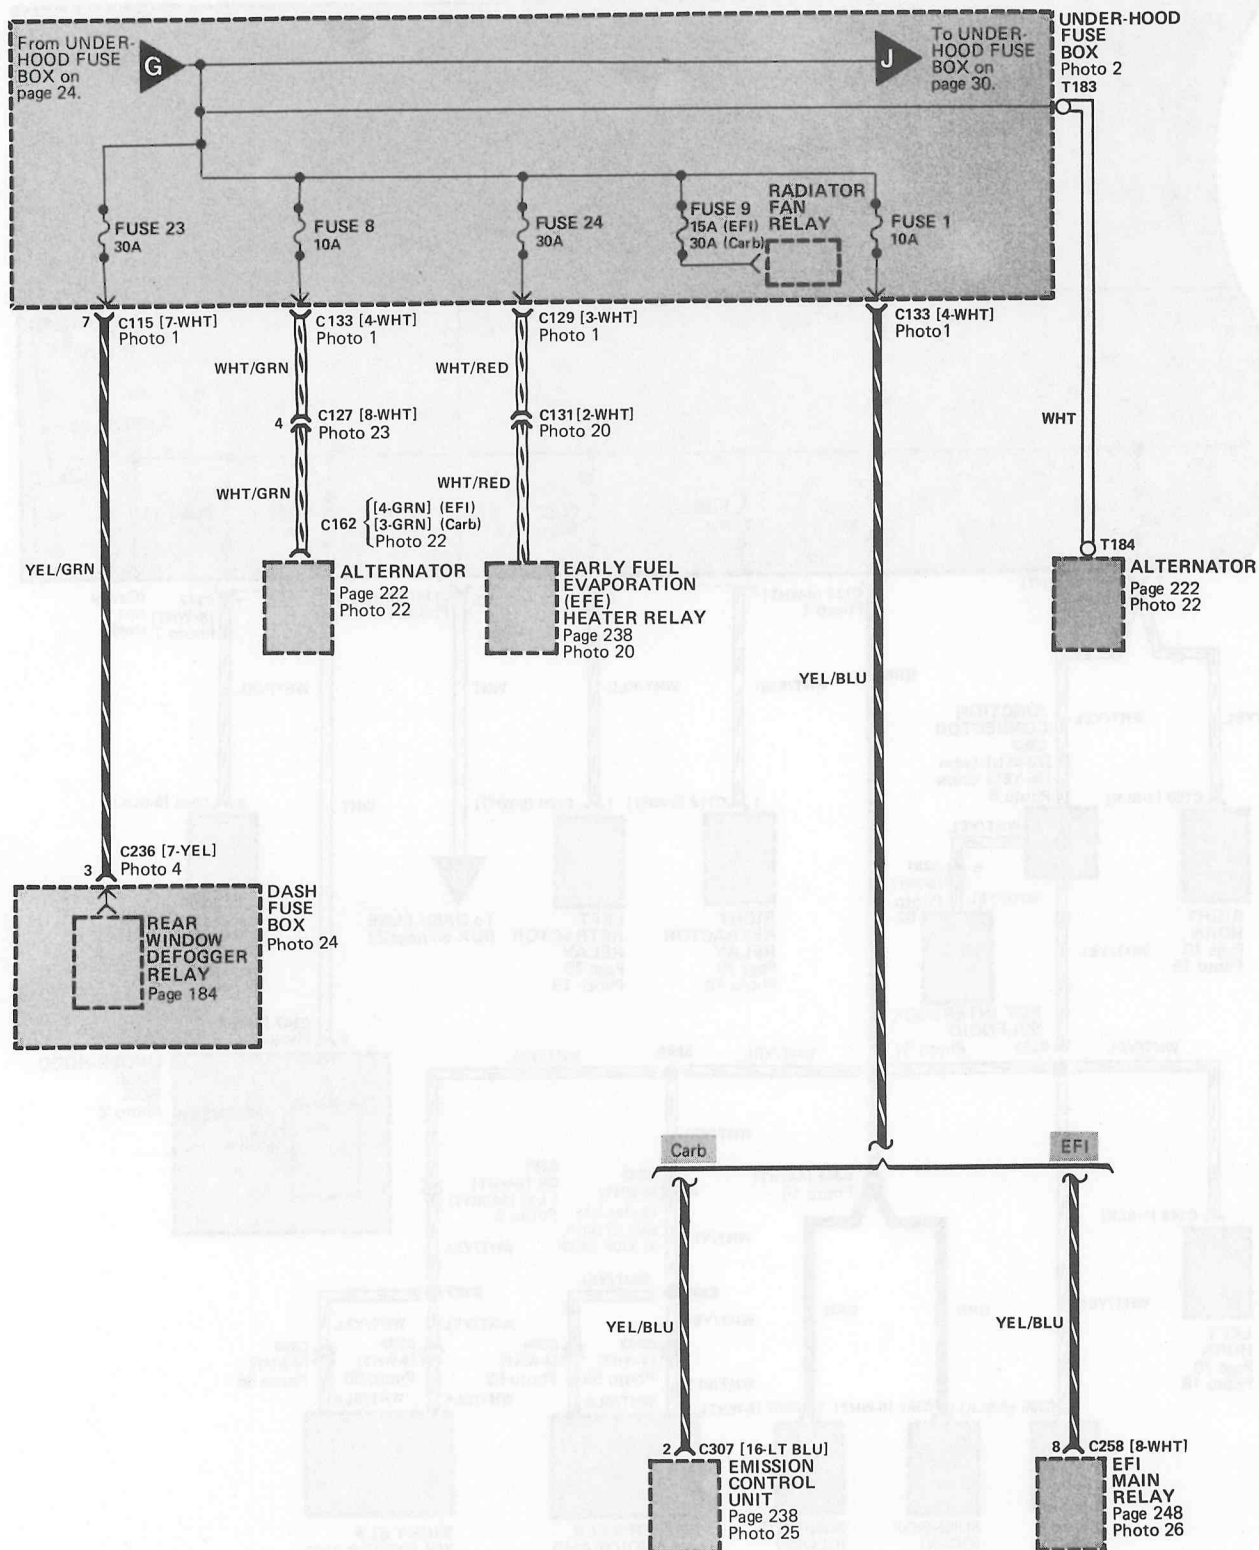 From UNDER-
HOOD FUSE
BOX on
page 24.
G
J
To UNDER-
HOOD FUSE
BOX on
page 30.
UNDER-HOOD
FUSE
BOX
Photo 2
T183
FUSE 23
30A
FUSE 8
10A
FUSE 24
30A
FUSE 9
15A (EFI)
30A (Carb)
RADIATOR
FAN
RELAY
FUSE 1
10A
7
C115 [7-WHT]
Photo 1
C133 [4-WHT]
Photo 1
C129 [3-WHT]
Photo 1
C133 [4-WHT]
Photo1
WHT/GRN
WHT/RED
4
C127 [8-WHT]
Photo 23
C131 [2-WHT]
Photo 20
WHT
WHT/GRN
WHT/RED
C162
[4-GRN] (EFI)
[3-GRN] (Carb)
Photo 22
T184
YEL/GRN
ALTERNATOR
Page 222
Photo 22
EARLY FUEL
EVAPORATION
(EFE)
HEATER RELAY
Page 238
Photo 20
ALTERNATOR
Page 222
Photo 22
YEL/BLU
3
C236 [7-YEL]
Photo 4
DASH
FUSE
BOX
Photo 24
REAR
WINDOW
DEFOGGER
RELAY
Page 184
Carb
EFI
YEL/BLU
YEL/BLU
2
C307 [16-LT BLU]
EMISSION
CONTROL
UNIT
Page 238
Photo 25
8
C258 [8-WHT]
EFI
MAIN
RELAY
Page 248
Photo 26